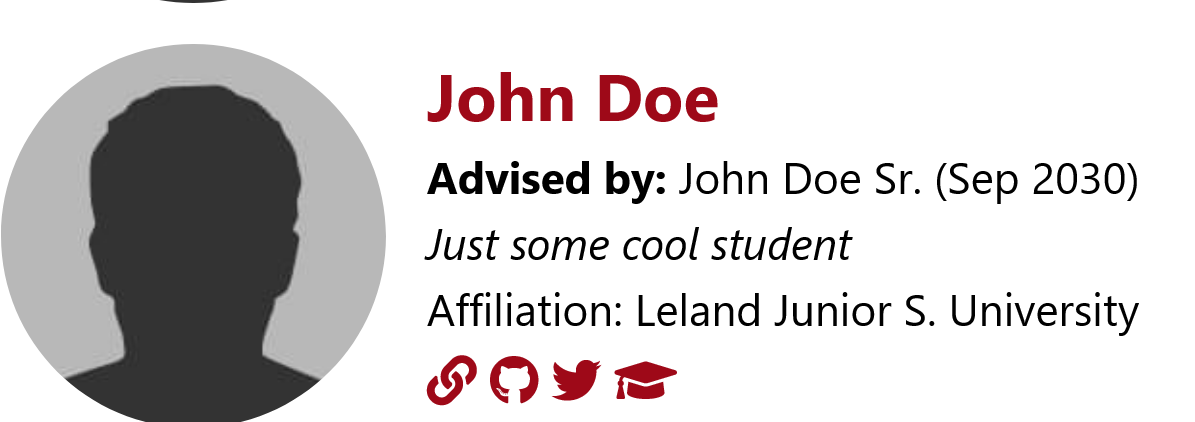 John Doe
Advised by: John Doe Sr. (Sep 2030)
Just some cool student
Affiliation: Leland Junior S. University